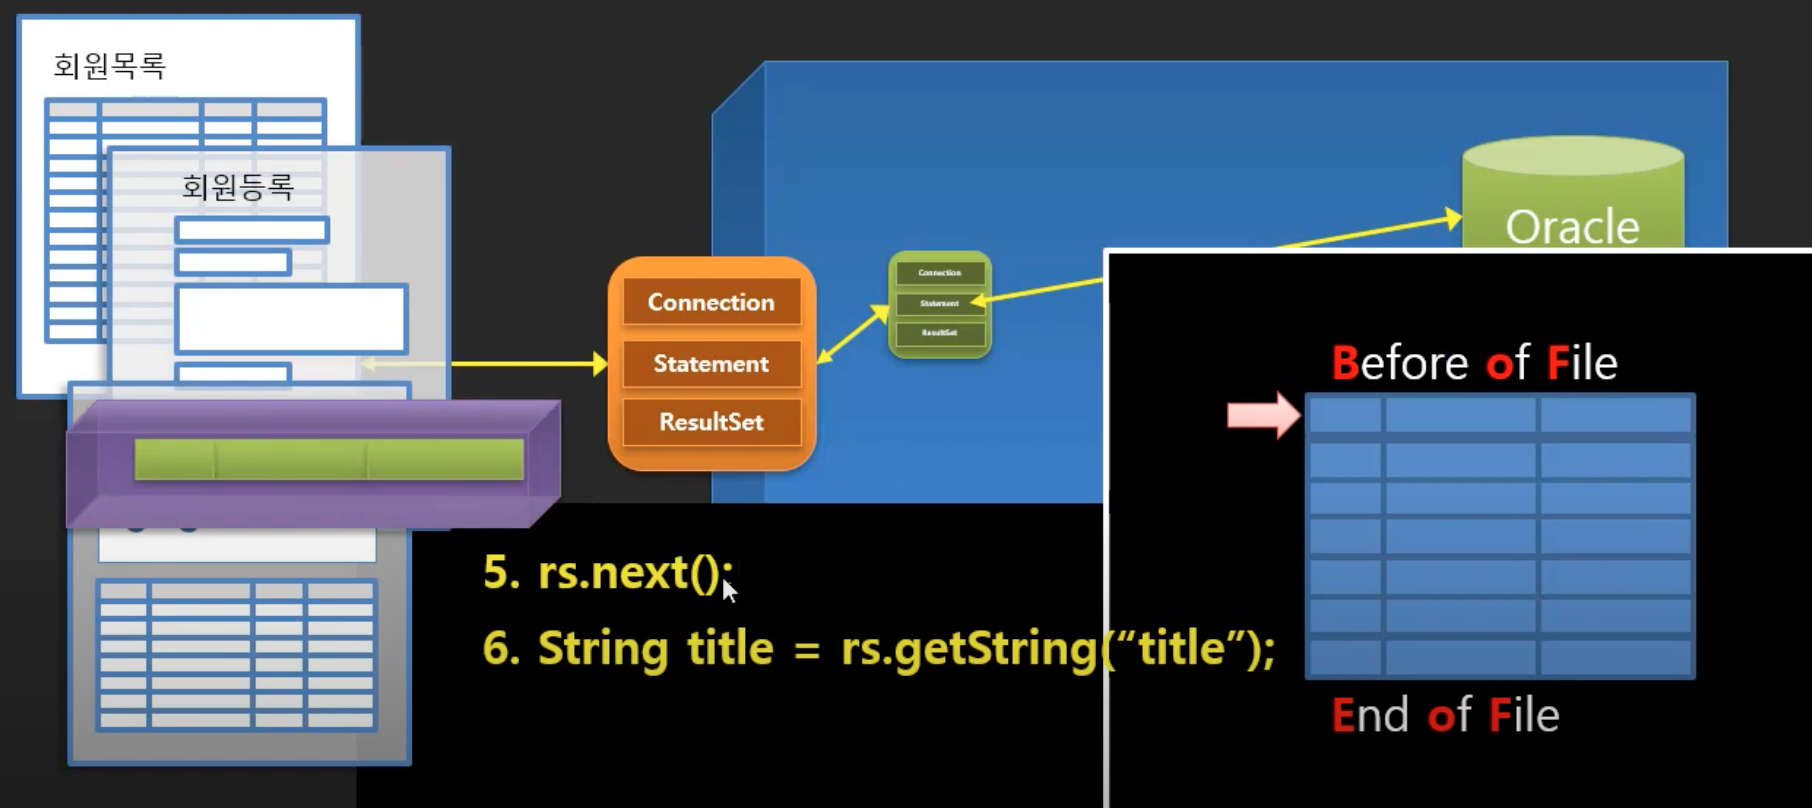 회원목록
회원등록
Connection
Statement
ResultSet
Connection
Statement
ResultSet
Oracle
Before of File
End of File
5. rs.next();
6. String title = rs.getString(“title”);